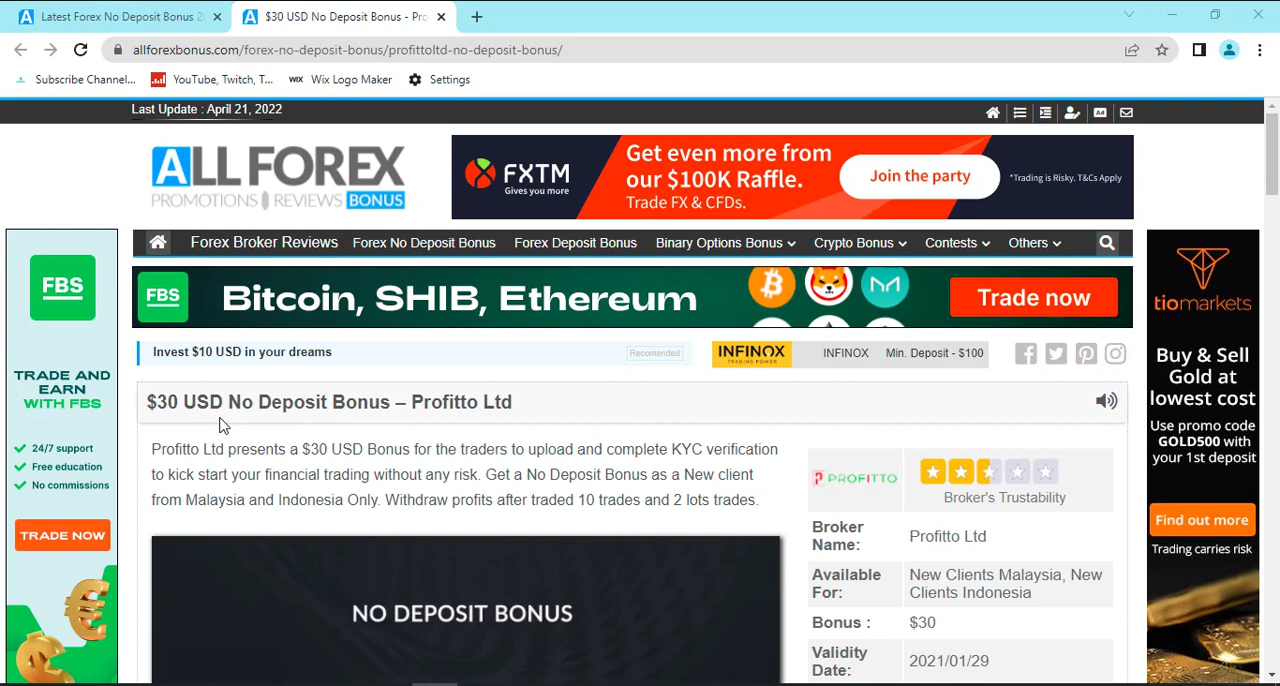 Latest Forex No Deposit Bonus 2
$30 USD No Deposit Bonus - Pro
allforexbonus.com/forex-no-deposit-bonus/profittoltd-no-deposit-bonus/
Subscribe Channel...
YouTube, Twitch, T...
WIX Wix Logo Maker
Settings
Last Update : April 21, 2022
Ad
ALL FOREX
PROMOTIONS | REVIEWS BONUS
FXTM
Gives you more
Get even more from
our $100K Raffle.
Trade FX & CFDs.
Join the party
*Trading is Risky. T&Cs Apply
Forex Broker Reviews Forex No Deposit Bonus Forex Deposit Bonus Binary Options Bonus Crypto Bonus Contests Others
FBS
Bitcoin, SHIB, Ethereum
Trade now
Invest $10 USD in your dreams
Recomended
INFINOX
TRADING POWER
INFINOX Min. Deposit - $100
$30 USD No Deposit Bonus – Profitto Ltd
Profitto Ltd presents a $30 USD Bonus for the traders to upload and complete KYC verification
to kick start your financial trading without any risk. Get a No Deposit Bonus as a New client
from Malaysia and Indonesia Only. Withdraw profits after traded 10 trades and 2 lots trades.
NO DEPOSIT BONUS
PROFITTO
Broker's Trustability
Broker
Name:
Profitto Ltd
Available
For:
New Clients Malaysia, New
Clients Indonesia
Bonus :
$30
Validity
Date:
2021/01/29
FBS
TRADE AND
EARN
WITH FBS
24/7 support
Free education
No commissions
TRADE NOW
tiomarkets
Buy & Sell
Gold at
lowest cost
Use promo code
GOLD500 with
your 1st deposit
Find out more
Trading carries risk